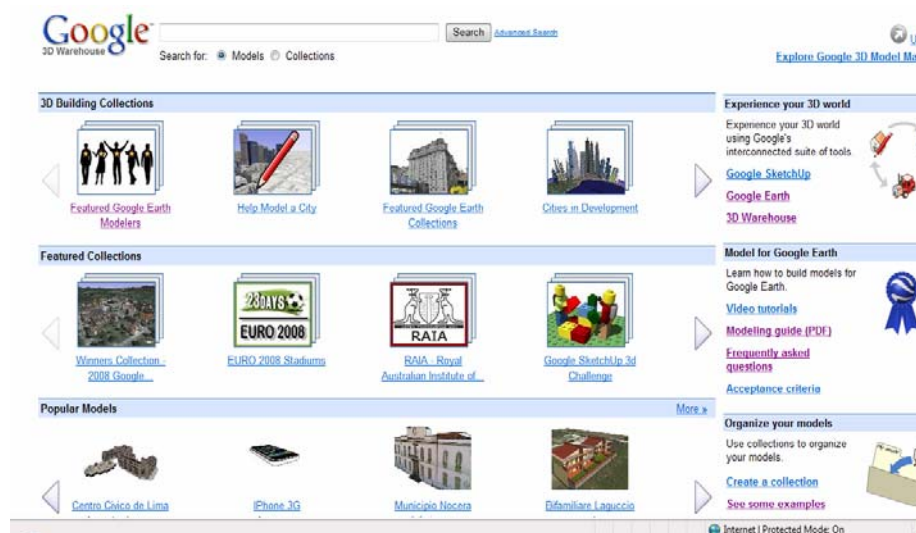 Google
3D Warehouse
Search
Advanced Search
Search for: Models Collections
Explore Google 3D Model Ma
3D Building Collections
Featured Google Earth
Modelers
Help Model a City
Featured Google Earth
Collections
Cities in Development
Featured Collections
Winners Collection -
2008 Google...
23DAYS
EURO 2008
EURO 2008 Stadiums
RAIA
RAIA - Royal
Australian Institute of...
Google SketchUp 3d
Challenge
Popular Models
More »
Centro Civico de Lima
IPhone 3G
Municipio Nocera
Bifamiliare Laguccio
Experience your 3D world
Experience your 3D world
using Google's
interconnected suite of tools
Google SketchUp
Google Earth
3D Warehouse
Model for Google Earth
Learn how to build models for
Google Earth.
Video tutorials
Modeling guide (PDF)
Frequently asked
questions
Acceptance criteria
Organize your models
Use collections to organize
your models.
Create a collection
See some examples
Internet | Protected Mode: On